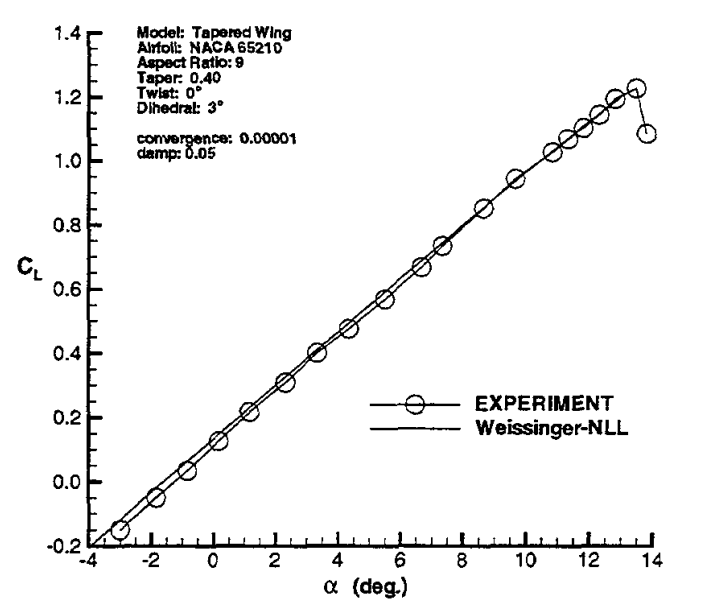 Model: Tapered Wing
Airfoil: NACA 65210
Aspect Ratio: 9
Taper: 0.40
Twist: 0°
Dihedral: 3°
convergence: 0.00001
damp: 0.05
1.4
1.2
1.0
0.8
0.6
0.4
0.2
0.0
-0.2
CL
EXPERIMENT
Weissinger-NLL
-4 -2 0 2 4 6 8 10 12 14
α (deg.)